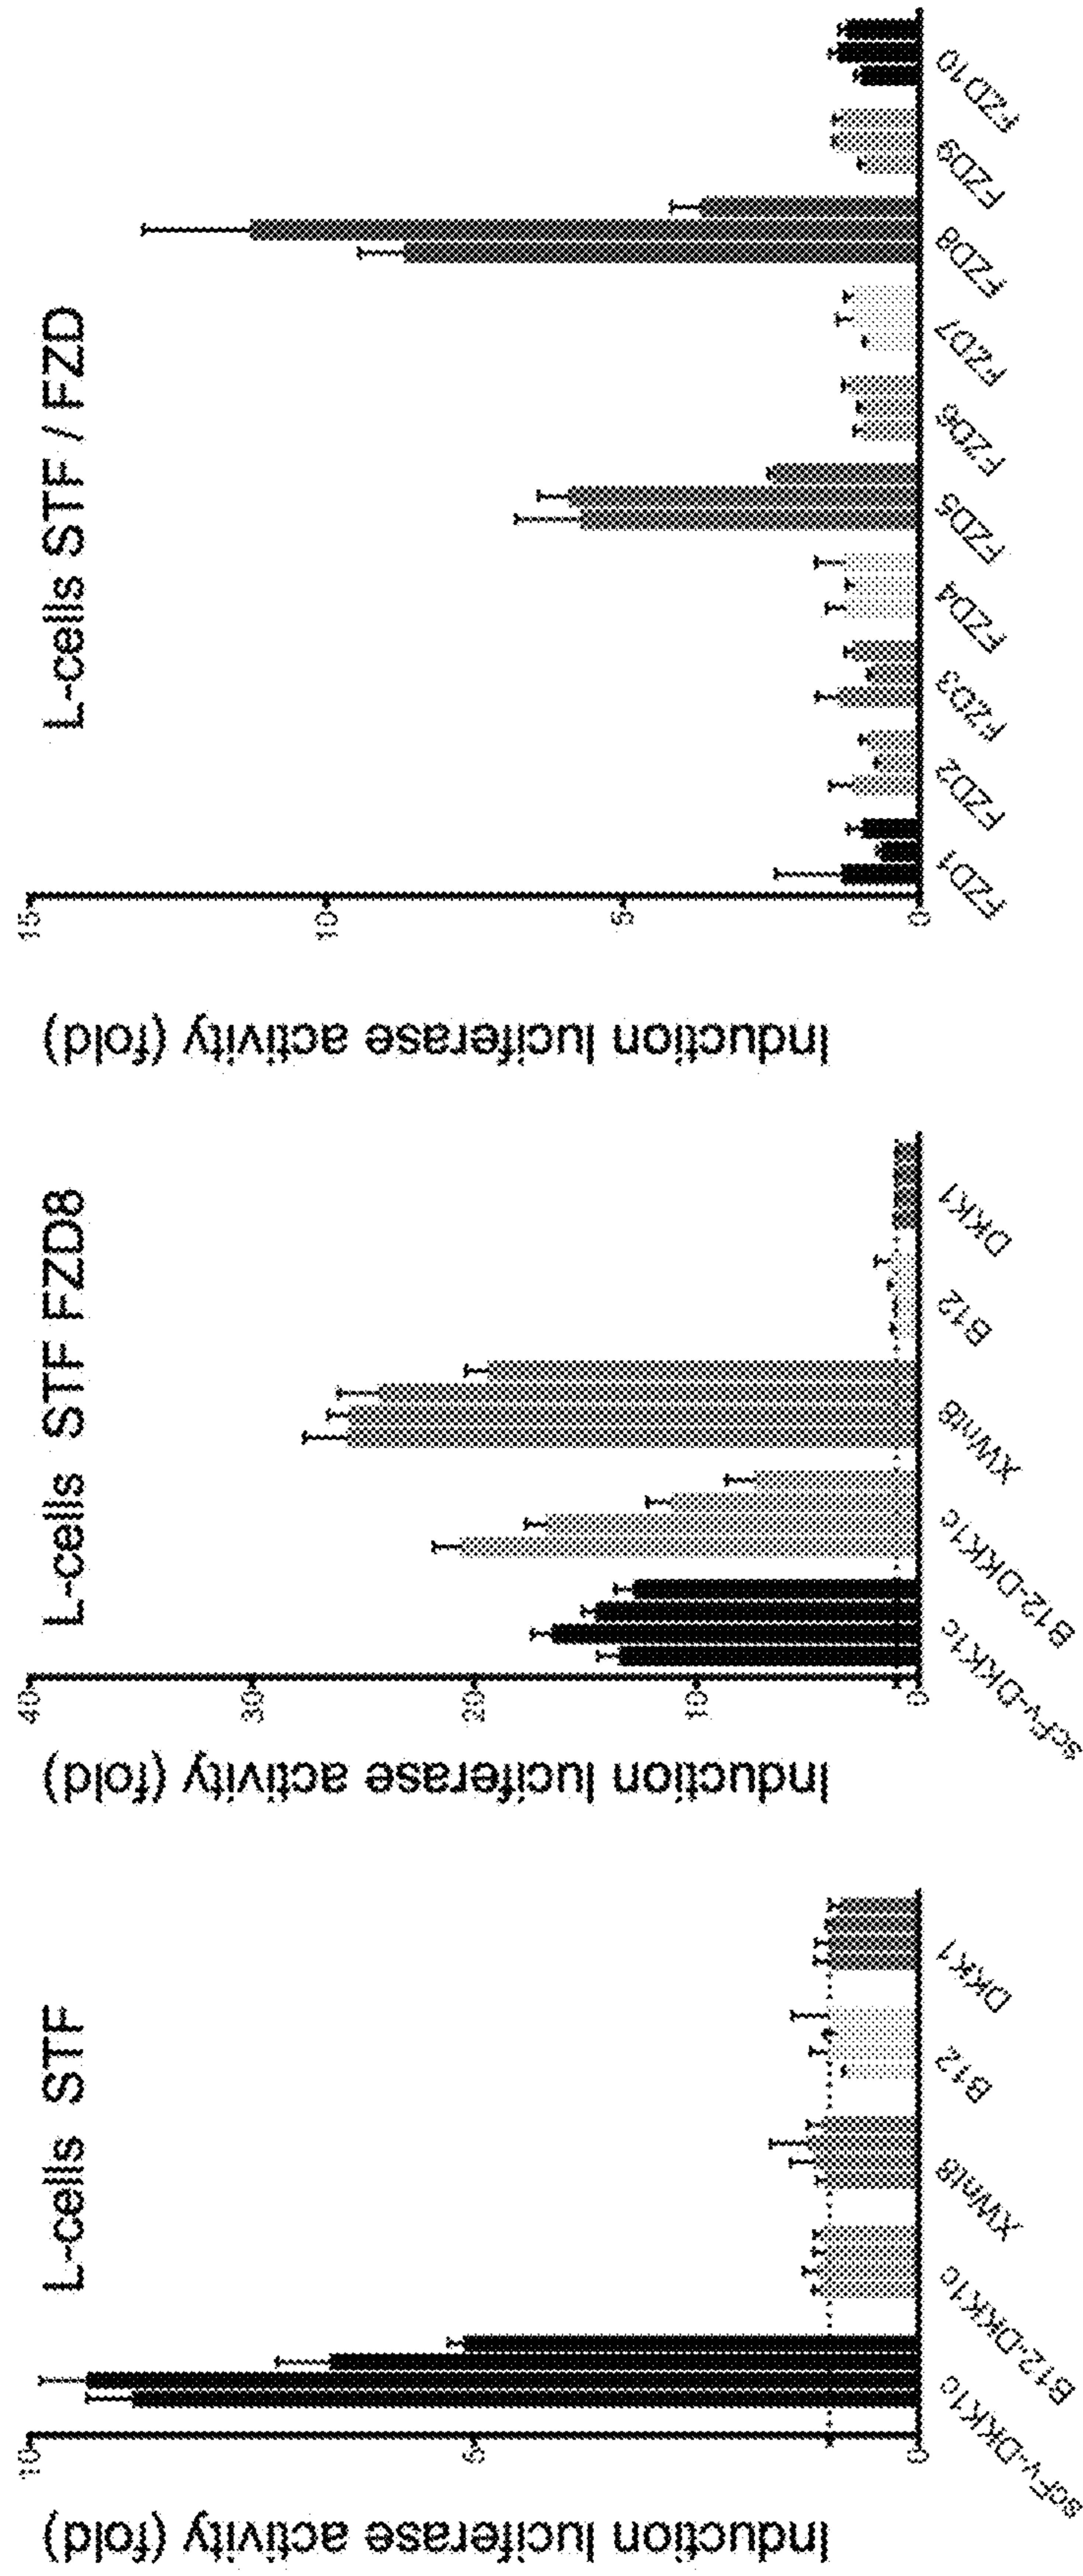 L-cells STF
Induction luciferase activity (fold)
10
5
0
scFv-DKK1c
B12-DKK1c
XWnt8
B12
DKK1
L-cells STF FZD8
Induction luciferase activity (fold)
40
30
20
10
0
scFv-DKK1c
B12-DKK1c
XWnt8
B12
DKK1
L-cells STF / FZD
Induction luciferase activity (fold)
15
10
5
0
FZD1
FZD2
FZD3
FZD4
FZD5
FZD6
FZD7
FZD8
FZD9
FZD10